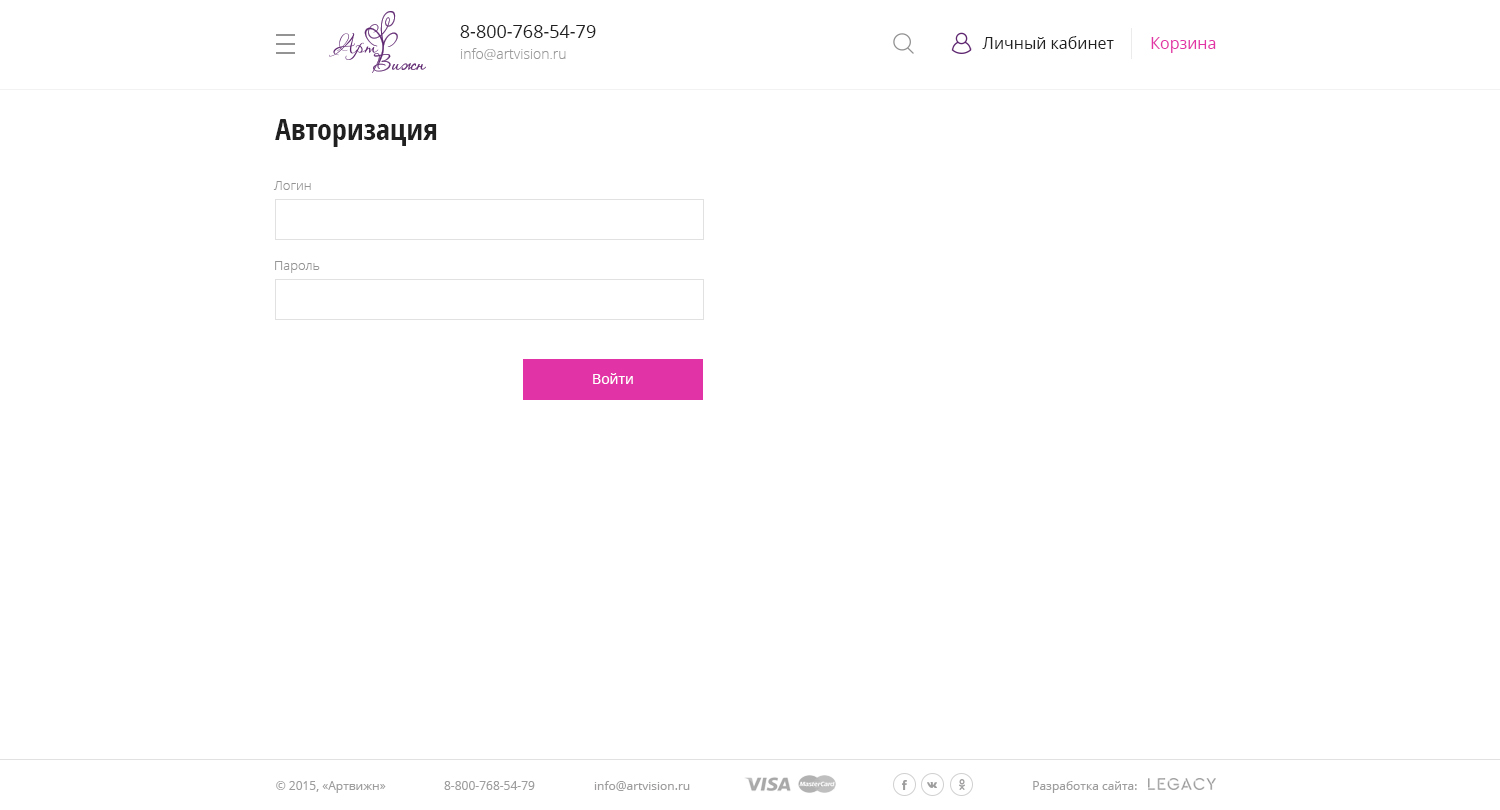 Арт
Вижн
8-800-768-54-79
info@artvision.ru
Личный кабинет
Корзина
Авторизация
Логин
Пароль
Войти
© 2015, «Артвижн»
8-800-768-54-79
info@artvision.ru
VISA
MasterCard
Разработка сайта:
LEGACY